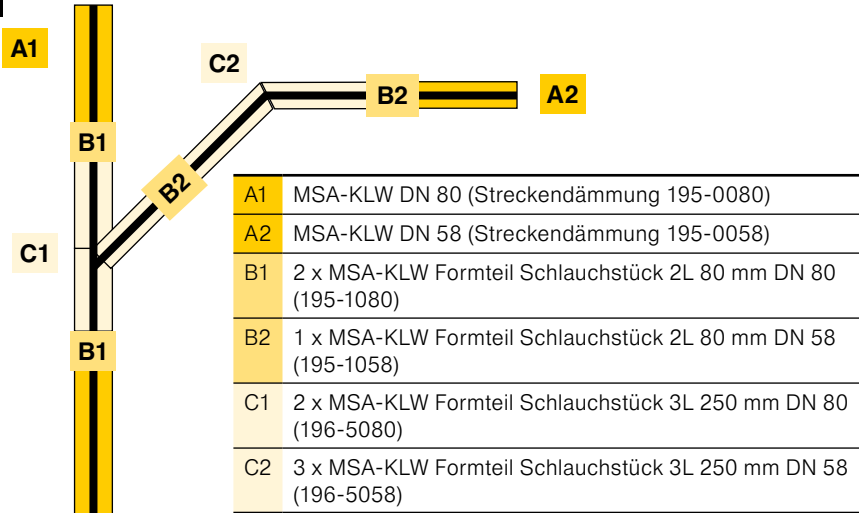 A1
C2
B2
A2
B1
B2
C1
B1
A1 MSA-KLW DN 80 (Streckendämmung 195-0080)
A2 MSA-KLW DN 58 (Streckendämmung 195-0058)
B1 2 x MSA-KLW Formteil Schlauchstück 2L 80 mm DN 80
(195-1080)
B2 1 x MSA-KLW Formteil Schlauchstück 2L 80 mm DN 58
(195-1058)
C1 2 x MSA-KLW Formteil Schlauchstück 3L 250 mm DN 80
(196-5080)
C2 3 x MSA-KLW Formteil Schlauchstück 3L 250 mm DN 58
(196-5058)